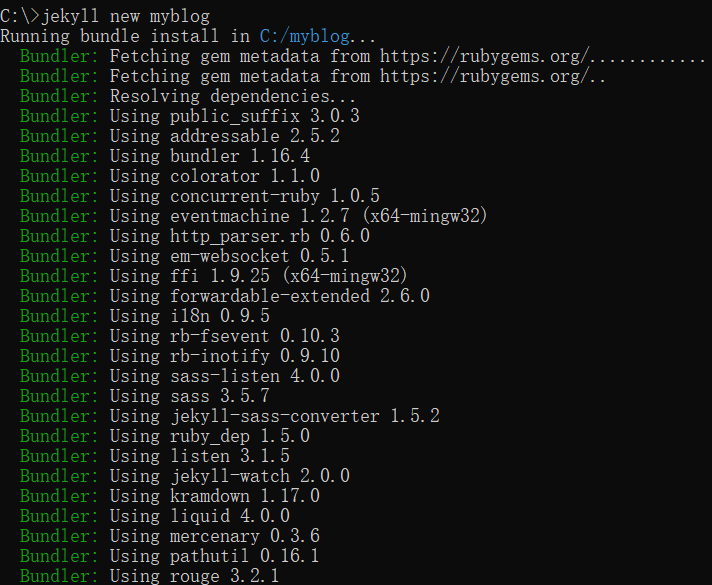 C:\>jekyll new myblog
Running bundle install in C:/myblog...
Bundler: Fetching gem metadata from https://rubygems.org/............
Bundler: Fetching gem metadata from https://rubygems.org/..
Bundler: Resolving dependencies...
Bundler: Using public_suffix 3.0.3
Bundler: Using addressable 2.5.2
Bundler: Using bundler 1.16.4
Bundler: Using colorator 1.1.0
Bundler: Using concurrent-ruby 1.0.5
Bundler: Using eventmachine 1.2.7 (x64-mingw32)
Bundler: Using http_parser.rb 0.6.0
Bundler: Using em-websocket 0.5.1
Bundler: Using ffi 1.9.25 (x64-mingw32)
Bundler: Using forwardable-extended 2.6.0
Bundler: Using i18n 0.9.5
Bundler: Using rb-fsevent 0.10.3
Bundler: Using rb-inotify 0.9.10
Bundler: Using sass-listen 4.0.0
Bundler: Using sass 3.5.7
Bundler: Using jekyll-sass-converter 1.5.2
Bundler: Using ruby_dep 1.5.0
Bundler: Using listen 3.1.5
Bundler: Using jekyll-watch 2.0.0
Bundler: Using kramdown 1.17.0
Bundler: Using liquid 4.0.0
Bundler: Using mercenary 0.3.6
Bundler: Using pathutil 0.16.1
Bundler: Using rouge 3.2.1